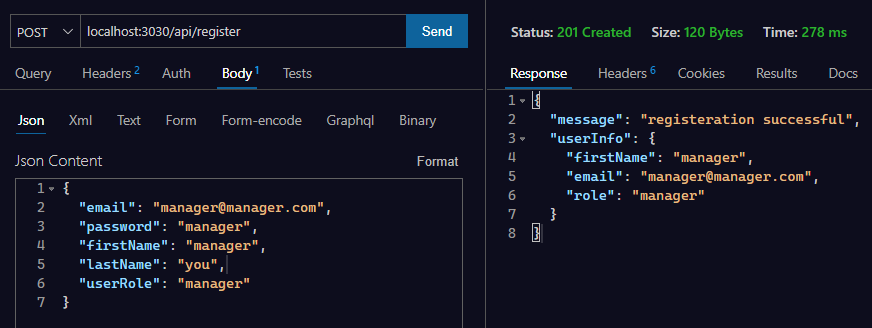 POST localhost:3030/api/register Send
Query Headers 2 Auth Body 1 Tests
Json Xml Text Form Form-encode Graphql Binary
Json Content Format
1 {
2 "email": "manager@manager.com",
3 "password": "manager",
4 "firstName": "manager",
5 "lastName": "you",
6 "userRole": "manager"
7 }
Status: 201 Created Size: 120 Bytes Time: 278 ms
Response Headers 6 Cookies Results Docs
1 {
2 "message": "registeration successful",
3 "userInfo": {
4 "firstName": "manager",
5 "email": "manager@manager.com",
6 "role": "manager"
7 }
8 }